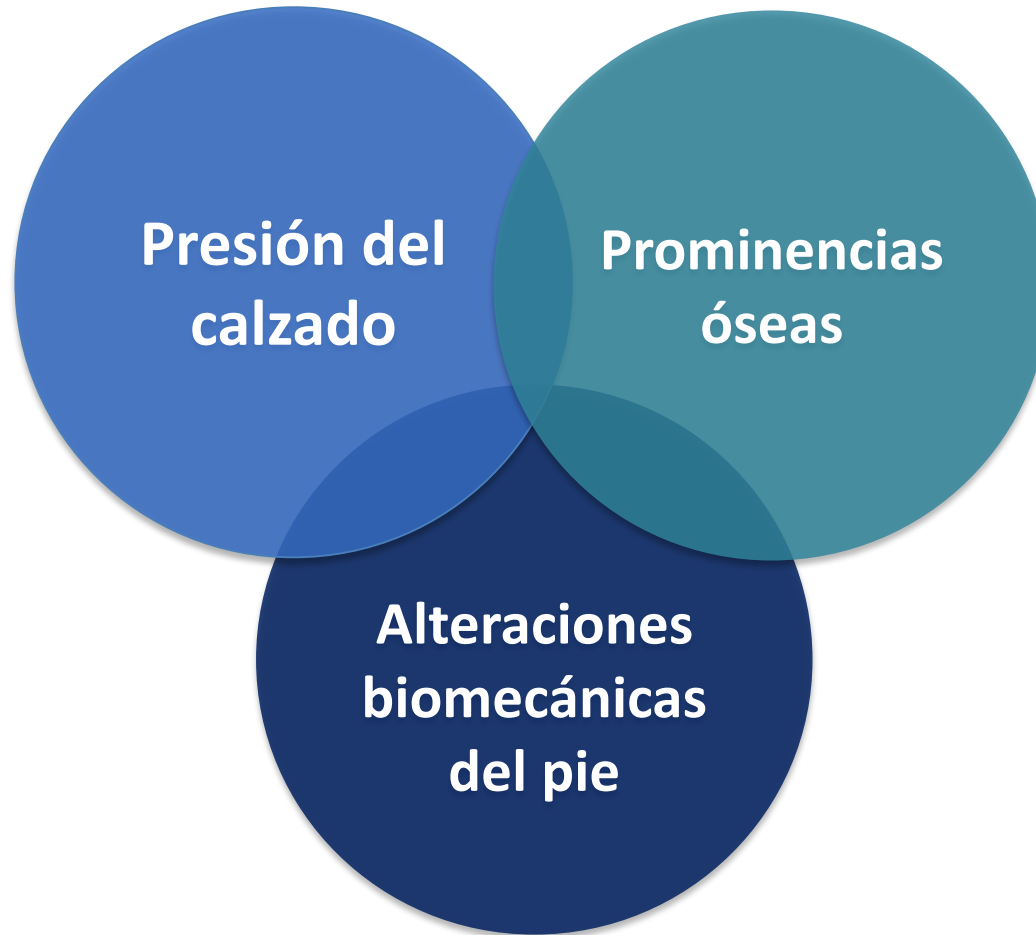 Presión del
calzado
Prominencias
óseas
Alteraciones
biomecánicas
del pie